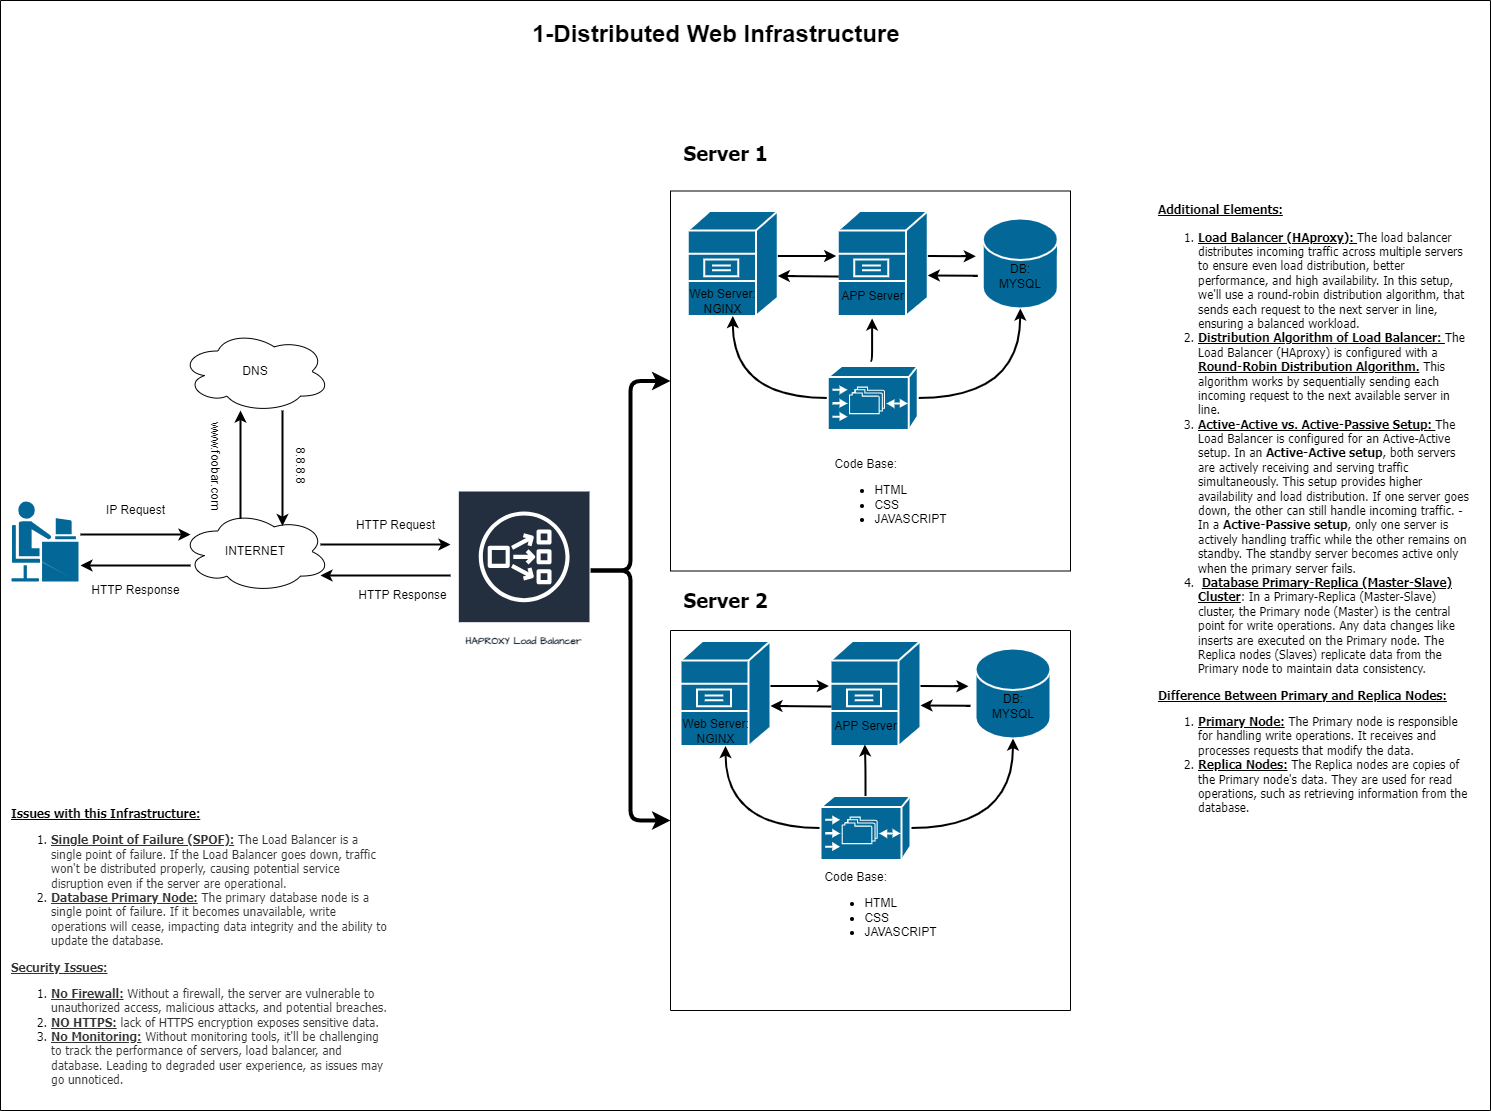 1-Distributed Web Infrastructure
Server 1
Web Server:
NGINX
APP Server
DB:
MYSQL
Code Base:
• HTML
• CSS
• JAVASCRIPT
DNS
www.foobar.com
8.8.8.8
IP Request
HTTP Response
INTERNET
HTTP Request
HTTP Response
HAPROXY Load Balancer
Server 2
Web Server:
NGINX
APP Server
DB:
MYSQL
Code Base:
• HTML
• CSS
• JAVASCRIPT
Additional Elements:
1. Load Balancer (HAproxy): The load balancer
distributes incoming traffic across multiple servers
to ensure even load distribution, better
performance, and high availability. In this setup,
we'll use a round-robin distribution algorithm, that
sends each request to the next server in line,
ensuring a balanced workload.
2. Distribution Algorithm of Load Balancer: The
Load Balancer (HAproxy) is configured with a
Round-Robin Distribution Algorithm. This
algorithm works by sequentially sending each
incoming request to the next available server in
line.
3. Active-Active vs. Active-Passive Setup: The
Load Balancer is configured for an Active-Active
setup. In an Active-Active setup, both servers
are actively receiving and serving traffic
simultaneously. This setup provides higher
availability and load distribution. If one server goes
down, the other can still handle incoming traffic. -
In a Active-Passive setup, only one server is
actively handling traffic while the other remains on
standby. The standby server becomes active only
when the primary server fails.
4. Database Primary-Replica (Master-Slave)
Cluster: In a Primary-Replica (Master-Slave)
cluster, the Primary node (Master) is the central
point for write operations. Any data changes like
inserts are executed on the Primary node. The
Replica nodes (Slaves) replicate data from the
Primary node to maintain data consistency.
Difference Between Primary and Replica Nodes:
1. Primary Node: The Primary node is responsible
for handling write operations. It receives and
processes requests that modify the data.
2. Replica Nodes: The Replica nodes are copies of
the Primary node's data. They are used for read
operations, such as retrieving information from the
database.
Issues with this Infrastructure:
1. Single Point of Failure (SPOF): The Load Balancer is a
single point of failure. If the Load Balancer goes down, traffic
won't be distributed properly, causing potential service
disruption even if the server are operational.
2. Database Primary Node: The primary database node is a
single point of failure. If it becomes unavailable, write
operations will cease, impacting data integrity and the ability to
update the database.
Security Issues:
1. No Firewall: Without a firewall, the server are vulnerable to
unauthorized access, malicious attacks, and potential breaches.
2. NO HTTPS: lack of HTTPS encryption exposes sensitive data.
3. No Monitoring: Without monitoring tools, it'll be challenging
to track the performance of servers, load balancer, and
database. Leading to degraded user experience, as issues may
go unnoticed.